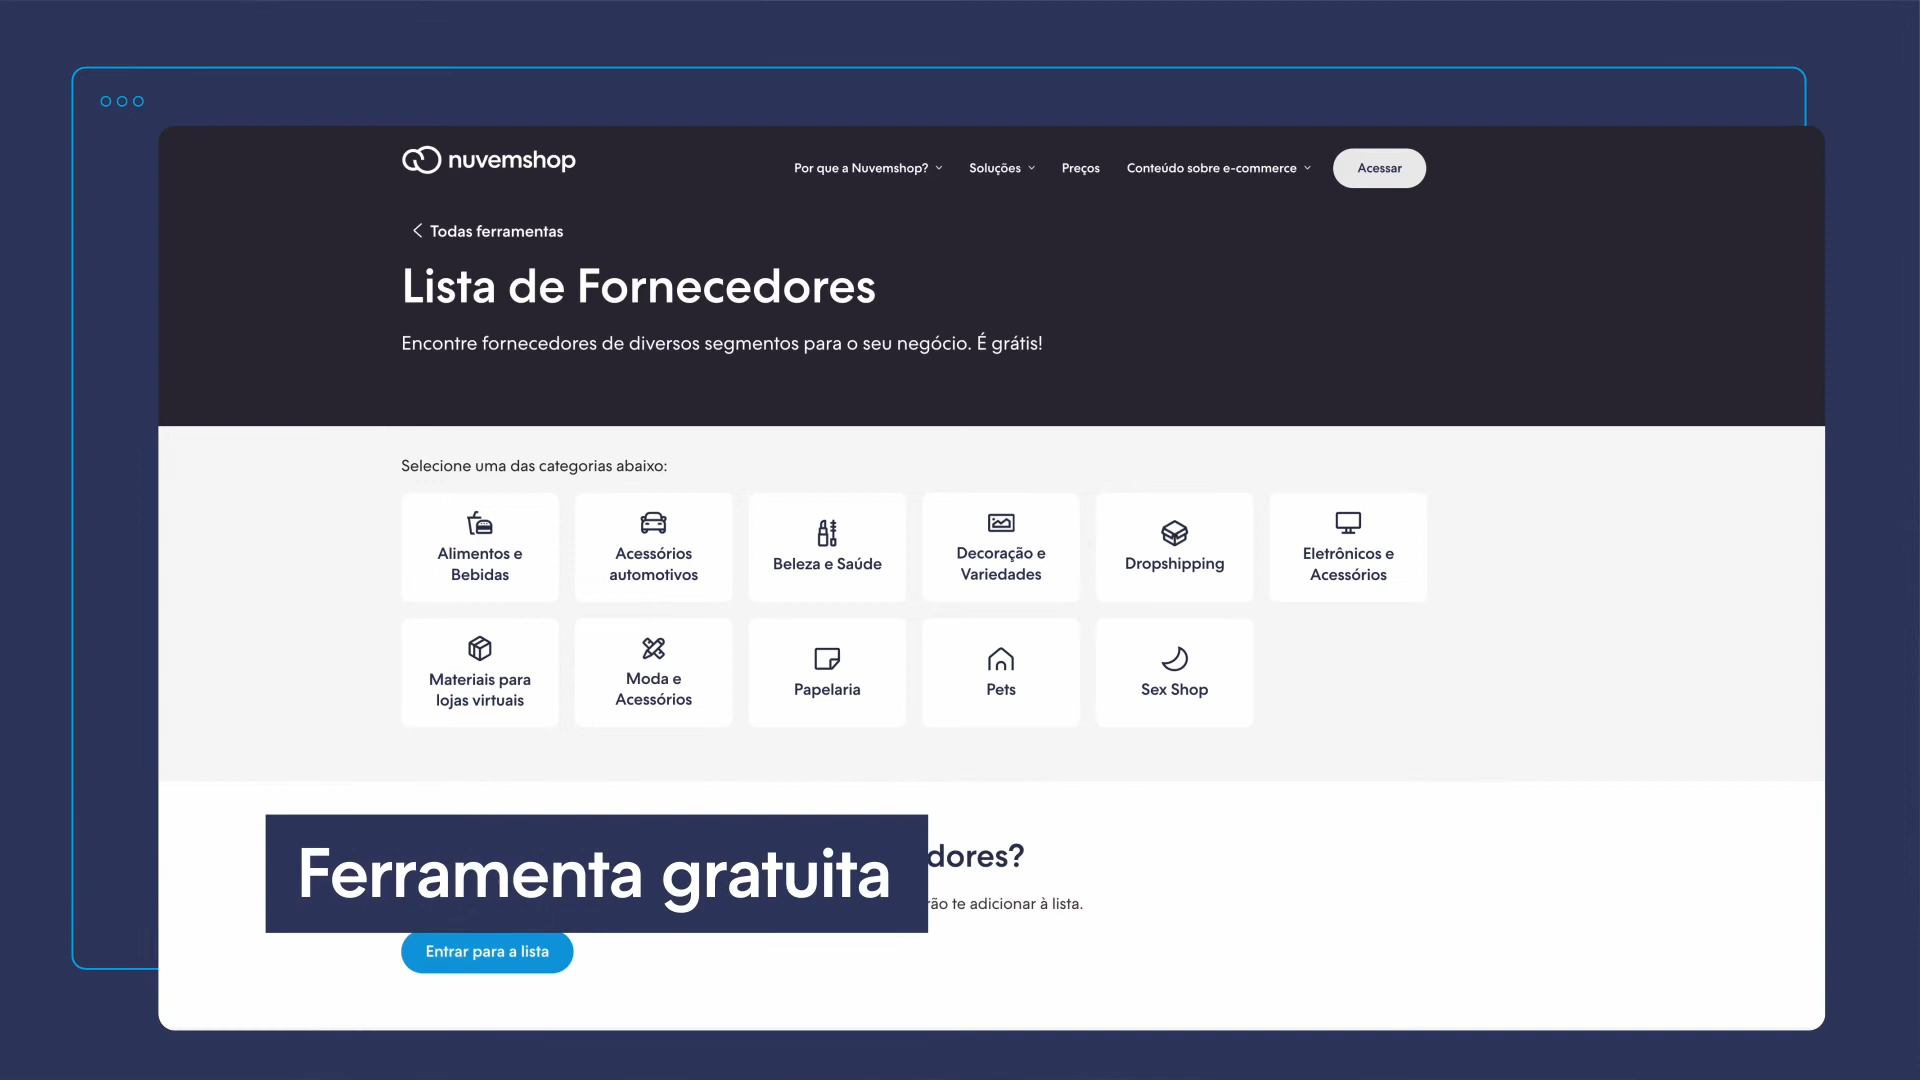 nuvemshop
Por que a Nuvemshop?
Soluções
Preços
Conteúdo sobre e-commerce
Acessar
Todas ferramentas
Lista de Fornecedores
Encontre fornecedores de diversos segmentos para o seu negócio. É grátis!
Selecione uma das categorias abaixo:
Alimentos e
Bebidas
Acessórios
automotivos
Beleza e Saúde
Decoração e
Variedades
Dropshipping
Eletrônicos e
Acessórios
Materiais para
lojas virtuais
Moda e
Acessórios
Papelaria
Pets
Sex Shop
Ferramenta gratuita
dores?
te adicionar à lista.
Entrar para a lista